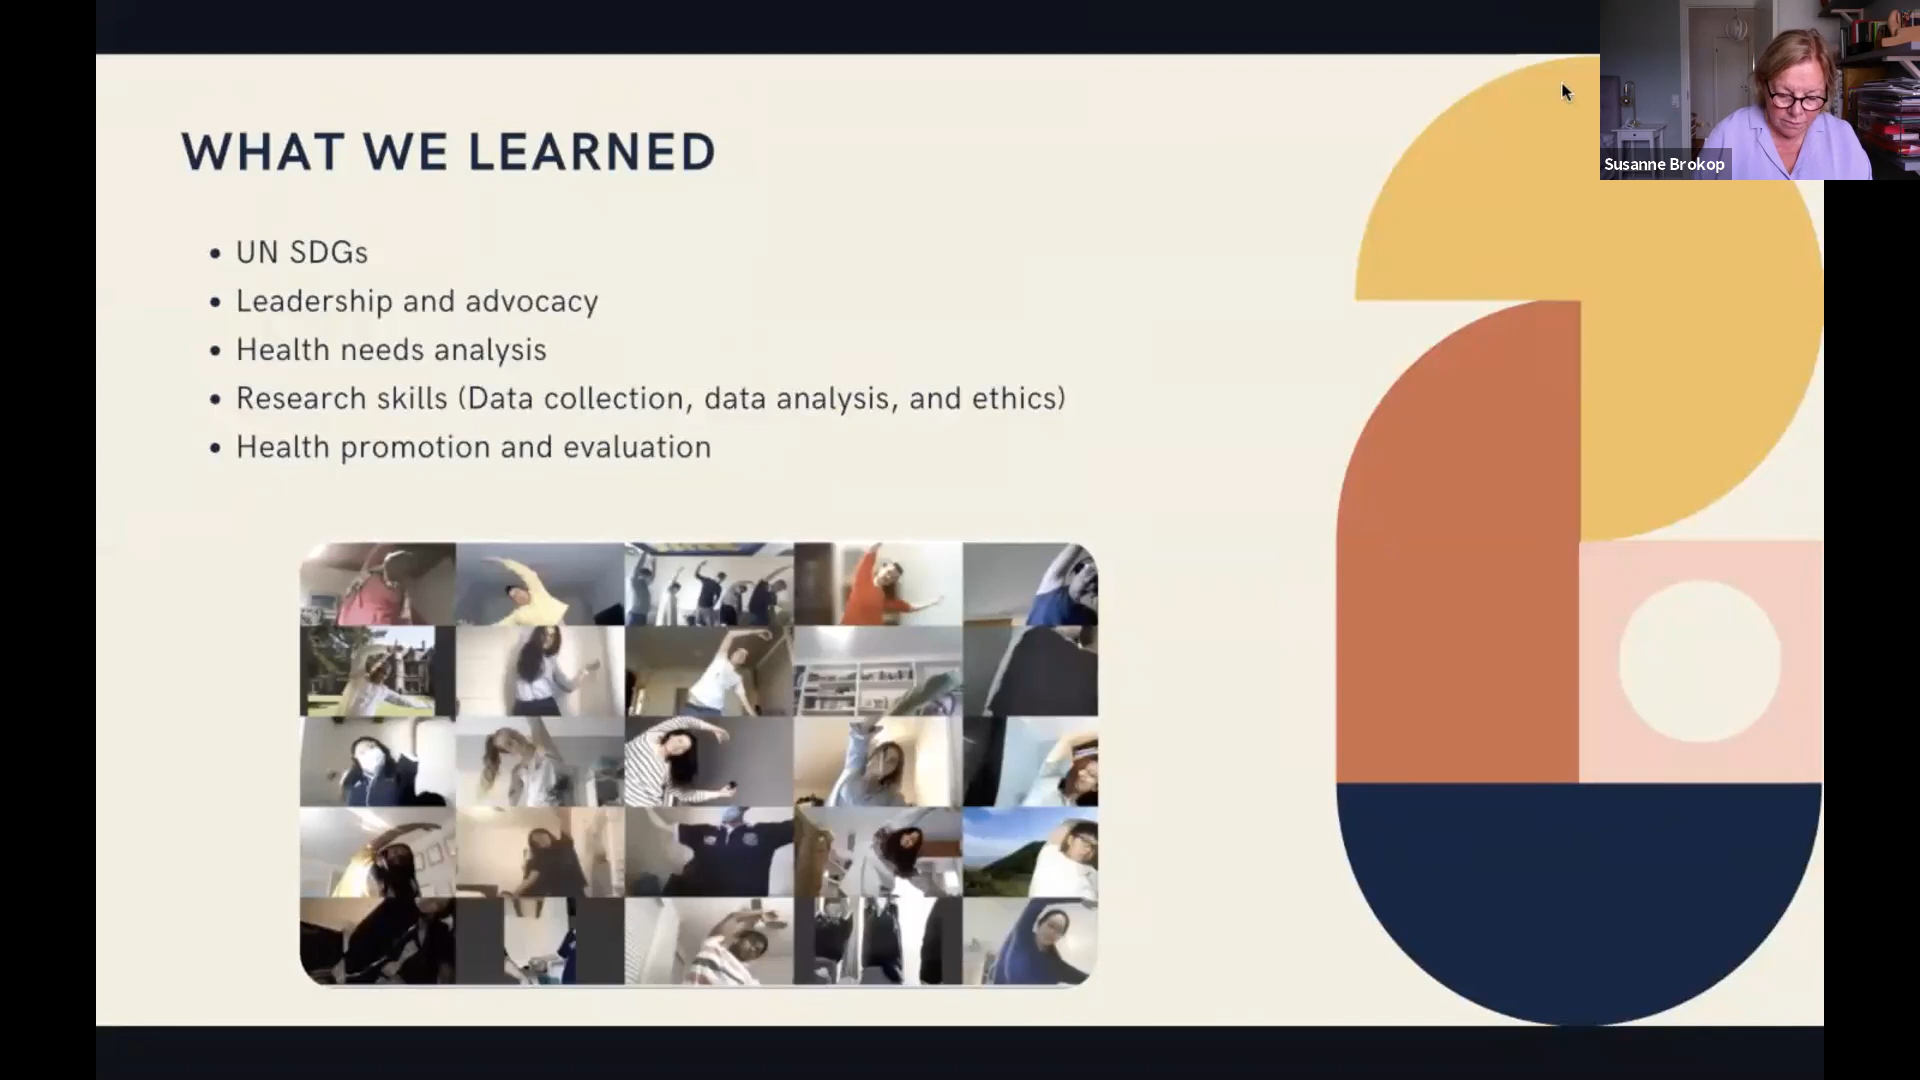 WHAT WE LEARNED
• UN SDGs
• Leadership and advocacy
• Health needs analysis
• Research skills (Data collection, data analysis, and ethics)
• Health promotion and evaluation
Susanne Brokop